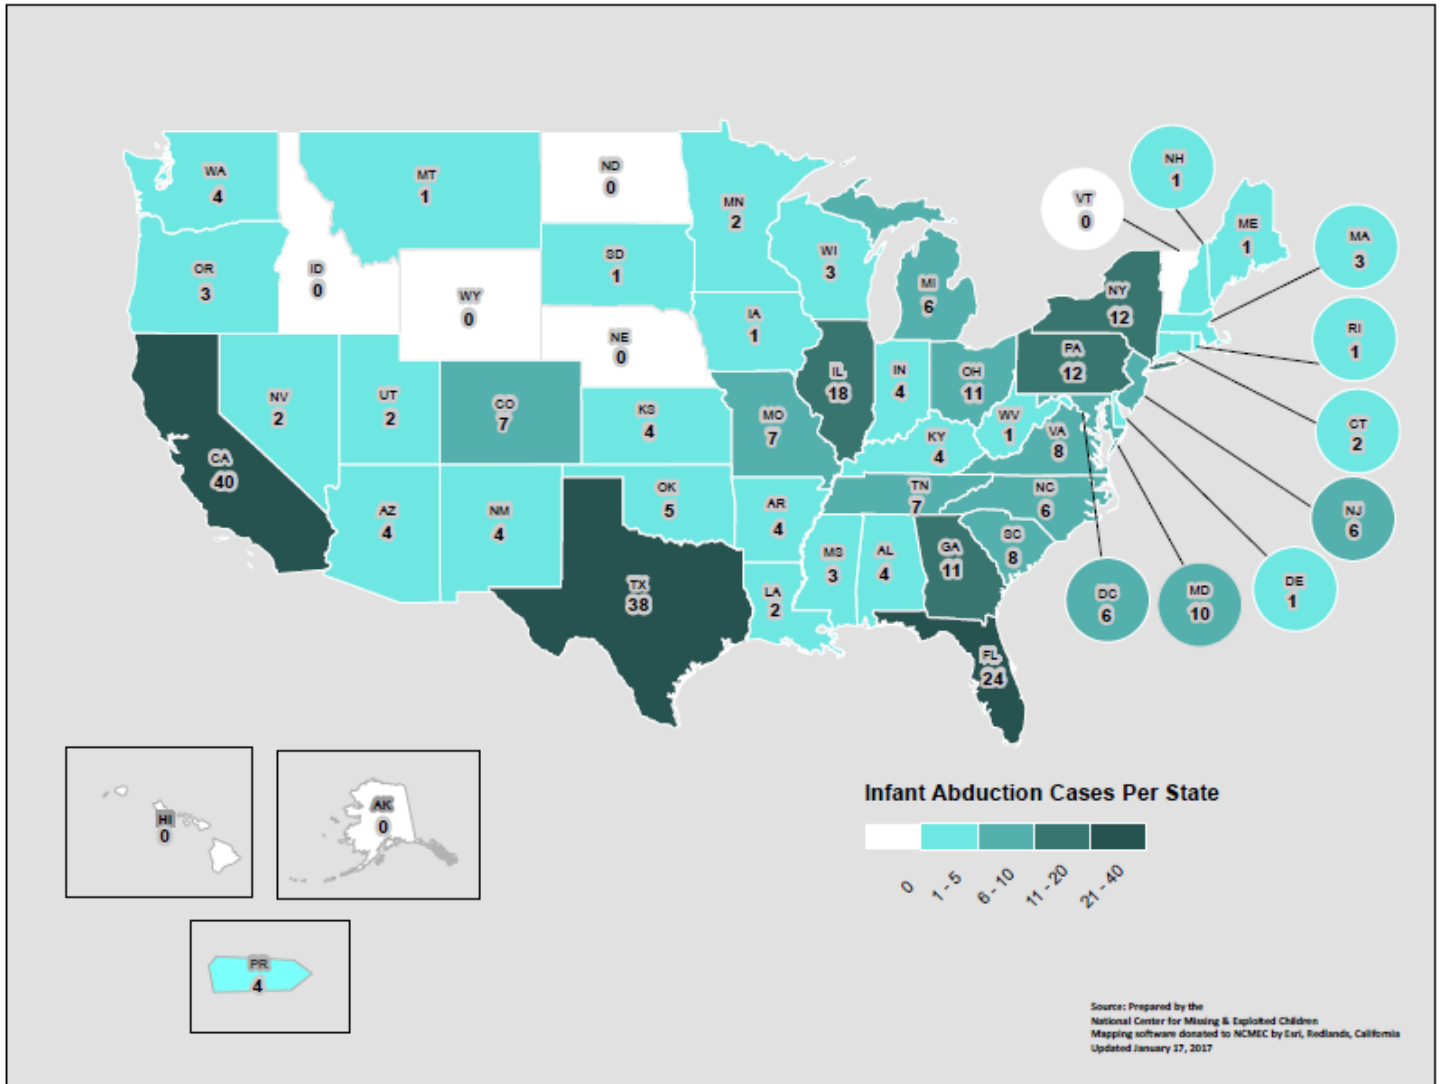 WA
4
MT
1
ND
0
MN
2
NH
1
VT
0
ME
1
MA
3
OR
3
ID
0
SD
1
WI
3
MI
6
WY
0
NY
12
IA
1
NE
0
RI
1
PA
12
NV
2
UT
2
CO
7
KS
4
MO
7
IL
18
IN
4
OH
11
WV
1
KY
4
VA
8
CT
2
CA
40
AZ
4
NM
4
OK
5
AR
4
TN
7
NC
6
NJ
6
MS
3
AL
4
GA
11
SC
8
TX
38
LA
2
DC
6
MD
10
DE
1
FL
24
HI
0
AK
0
PR
4
Infant Abduction Cases Per State
0
1 - 5
6 - 10
11 - 20
21 - 40
Source: Prepared by the
National Center for Missing & Exploited Children
Mapping software donated to NCMEC by Esri, Redlands, California
Updated January 17, 2017